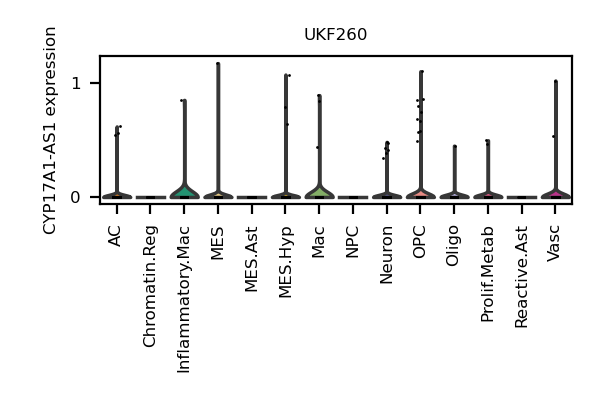 UKF260
CYP17A1-AS1 expression
1
0
AC
Chromatin.Reg
Inflammatory.Mac
MES
MES.Ast
MES.Hyp
Mac
NPC
Neuron
OPC
Oligo
Prolif.Metab
Reactive.Ast
Vasc